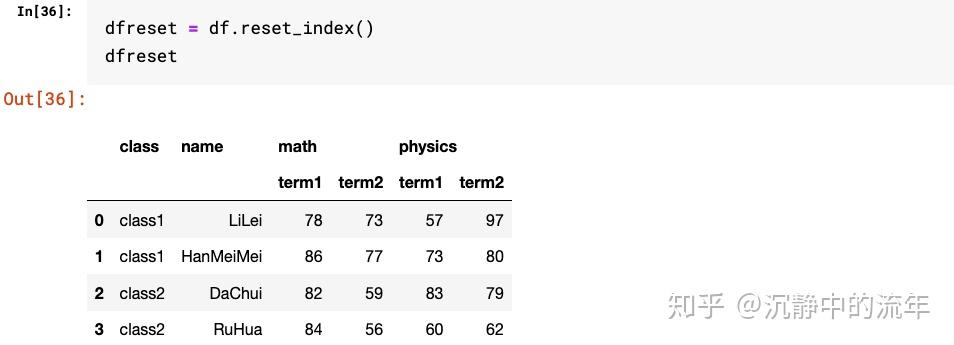 In[36]:
dfreset = df.reset_index()
dfreset
Out[36]:
class name math physics
term1 term2 term1 term2
0 class1 LiLei 78 73 57 97
1 class1 HanMeiMei 86 77 73 80
2 class2 DaChui 82 59 83 79
3 class2 RuHua 84 56 60 62
知乎 @沉静中的流年